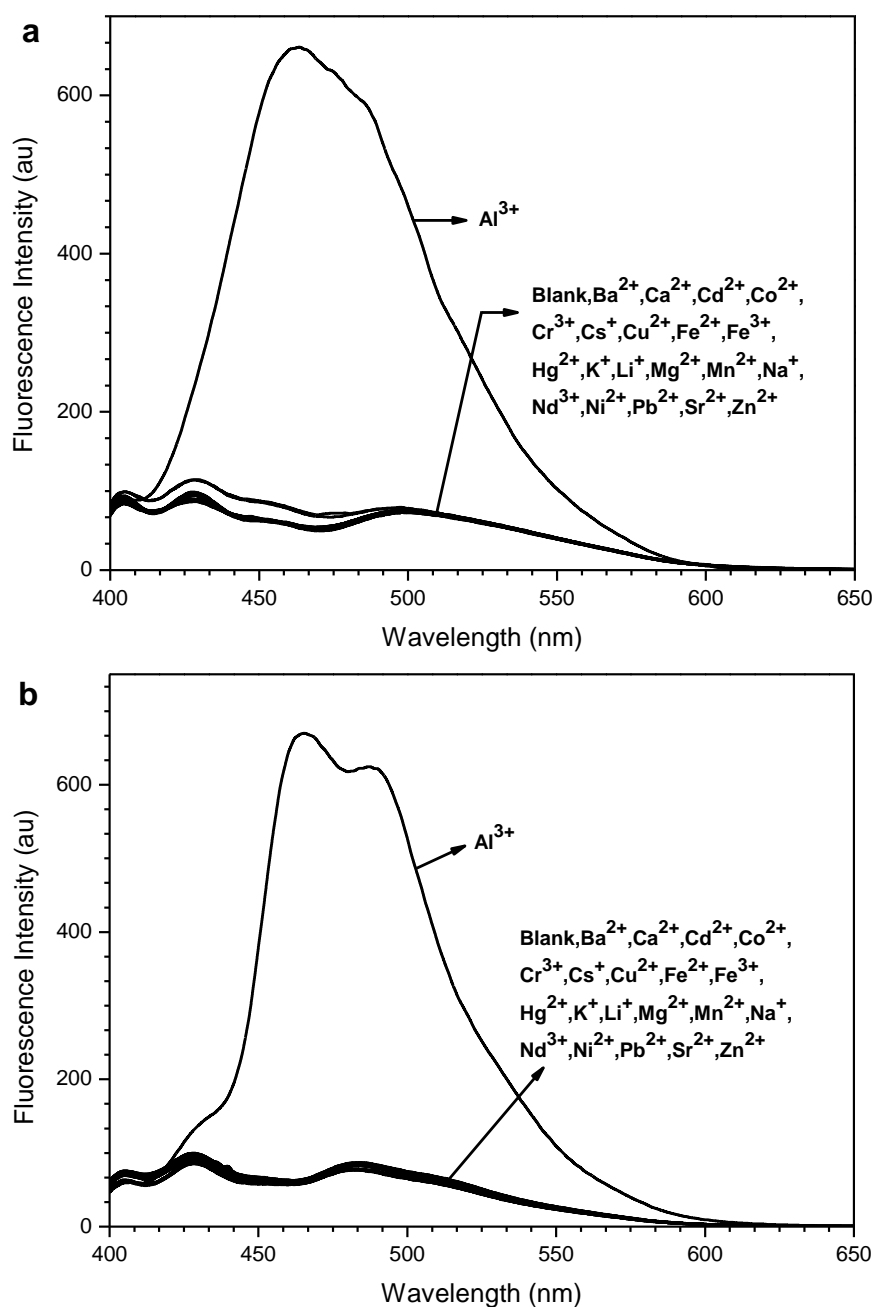 a
Fluorescence Intensity (au)
600
400
200
0
Al³⁺
Blank,Ba²⁺,Ca²⁺,Cd²⁺,Co²⁺,
Cr³⁺,Cs⁺,Cu²⁺,Fe²⁺,Fe³⁺,
Hg²⁺,K⁺,Li⁺,Mg²⁺,Mn²⁺,Na⁺,
Nd³⁺,Ni²⁺,Pb²⁺,Sr²⁺,Zn²⁺
400 450 500 550 600 650
Wavelength (nm)
b
Fluorescence Intensity (au)
600
400
200
0
Al³⁺
Blank,Ba²⁺,Ca²⁺,Cd²⁺,Co²⁺,
Cr³⁺,Cs⁺,Cu²⁺,Fe²⁺,Fe³⁺,
Hg²⁺,K⁺,Li⁺,Mg²⁺,Mn²⁺,Na⁺,
Nd³⁺,Ni²⁺,Pb²⁺,Sr²⁺,Zn²⁺
400 450 500 550 600 650
Wavelength (nm)